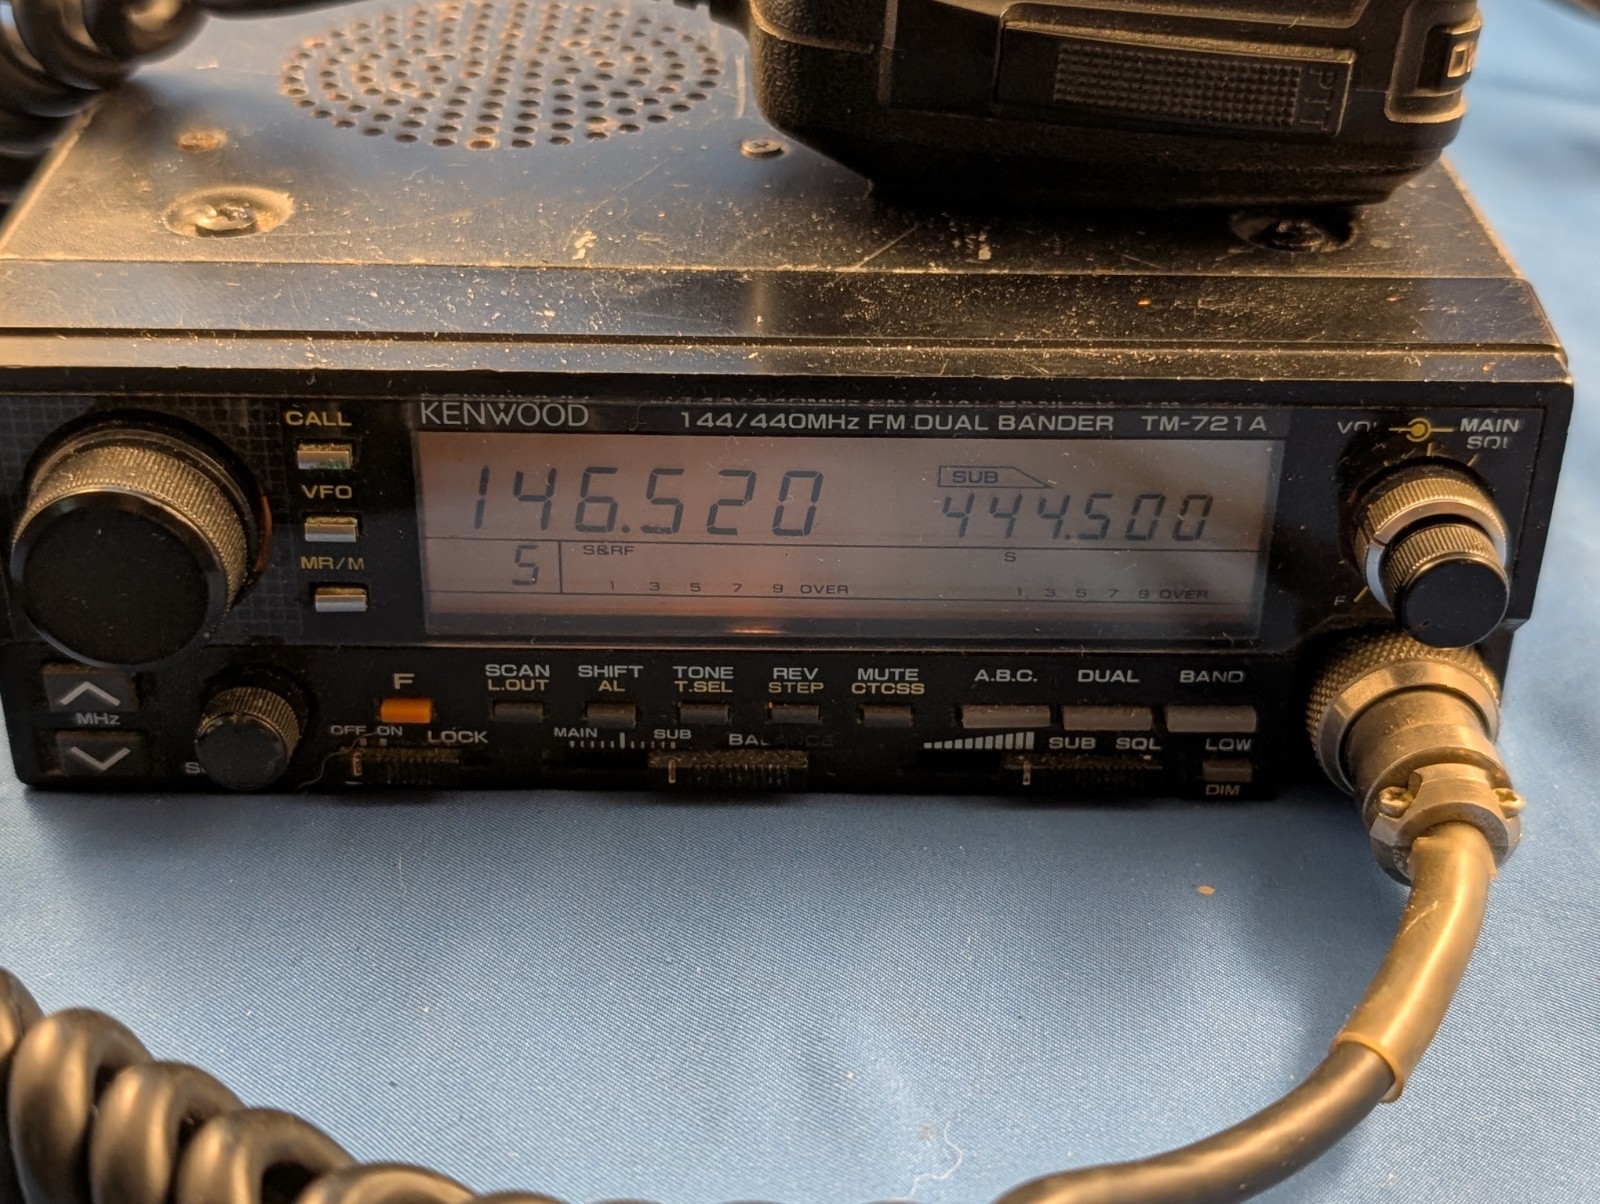 PTT
CALL
KENWOOD 144/440MHz FM DUAL BANDER TM-721A
MAIN
VFO
146.520 SUB 444.500
MR/M
5 S&RF S
1 3 5 7 9 OVER 1 3 5 7 9 OVER
F SCAN SHIFT TONE REV MUTE A.B.C. DUAL BAND
L.OUT AL T.SEL STEP CTCSS
MHz
OFF ON LOCK MAIN SUB BALANCE SUB SQL LOW
DIM